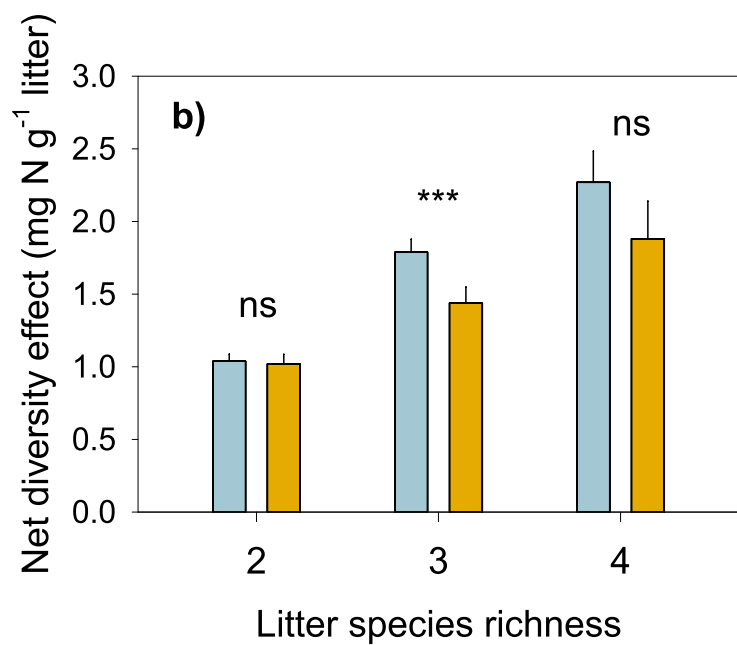 Net diversity effect (mg N g-1 litter)
3.0
2.5
2.0
1.5
1.0
0.5
0.0
b)
ns
***
ns
2 3 4
Litter species richness